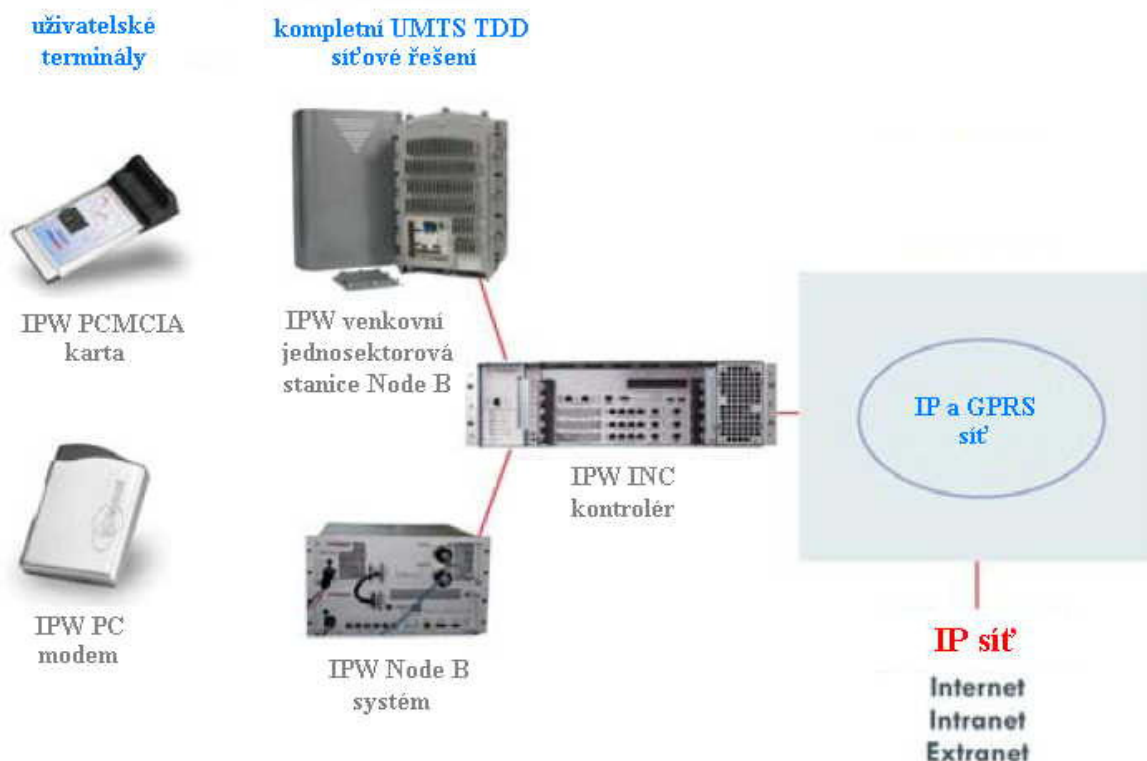 uživatelské
terminály
kompletní UMTS TDD
síťové řešení
IPW PCMCIA
karta
IPW venkovní
jednosektorová
stanice Node B
IPW INC
kontrolér
IP a GPRS
síť
IPW PC
modem
IPW Node B
systém
IP síť
Internet
Intranet
Extranet